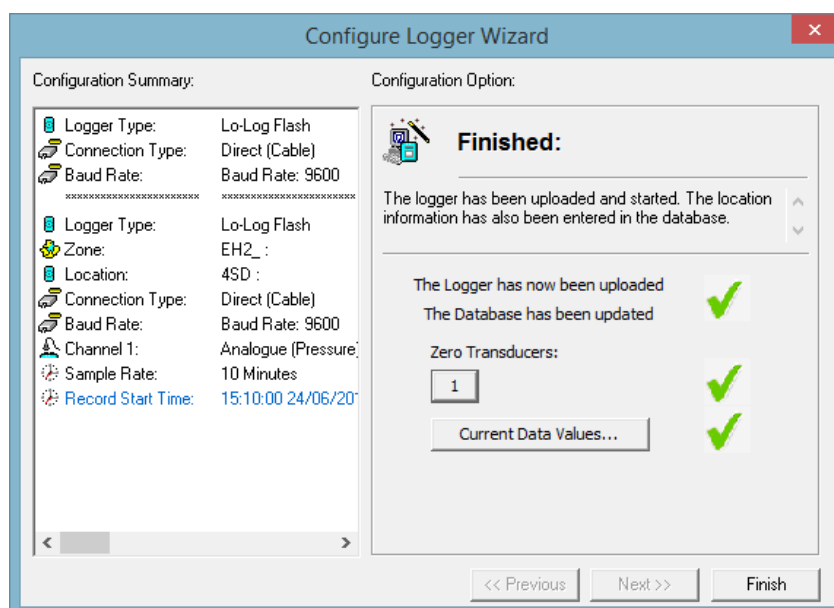 Configure Logger Wizard
Configuration Summary:
Logger Type: Lo-Log Flash
Connection Type: Direct (Cable)
Baud Rate: Baud Rate: 9600
xxxxxxxxxxxxxxxxxxxxxxx xxxxxxxxxxxxxxxxxxxxxxx
Logger Type: Lo-Log Flash
Zone: EH2_ :
Location: 4SD :
Connection Type: Direct (Cable)
Baud Rate: Baud Rate: 9600
Channel 1: Analogue (Pressure)
Sample Rate: 10 Minutes
Record Start Time: 15:10:00 24/06/20
Configuration Option:
Finished:
The logger has been uploaded and started. The location
information has also been entered in the database.
The Logger has now been uploaded
The Database has been updated
Zero Transducers:
1
Current Data Values...
<< Previous
Next >>
Finish